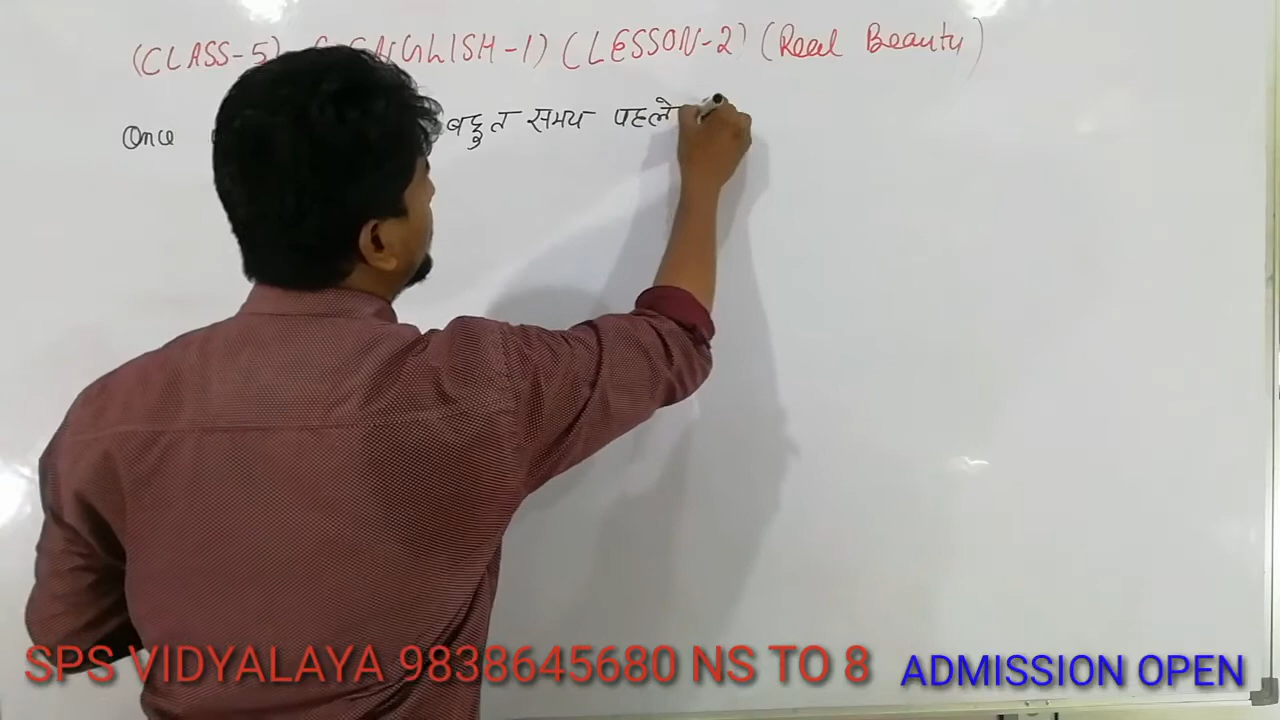 (CLASS-5) ENGLISH-1) (LESSON-2) (Real Beauty)
Once बहुत समय पहले
SPS VIDYALAYA 9838645680 NS TO 8 ADMISSION OPEN